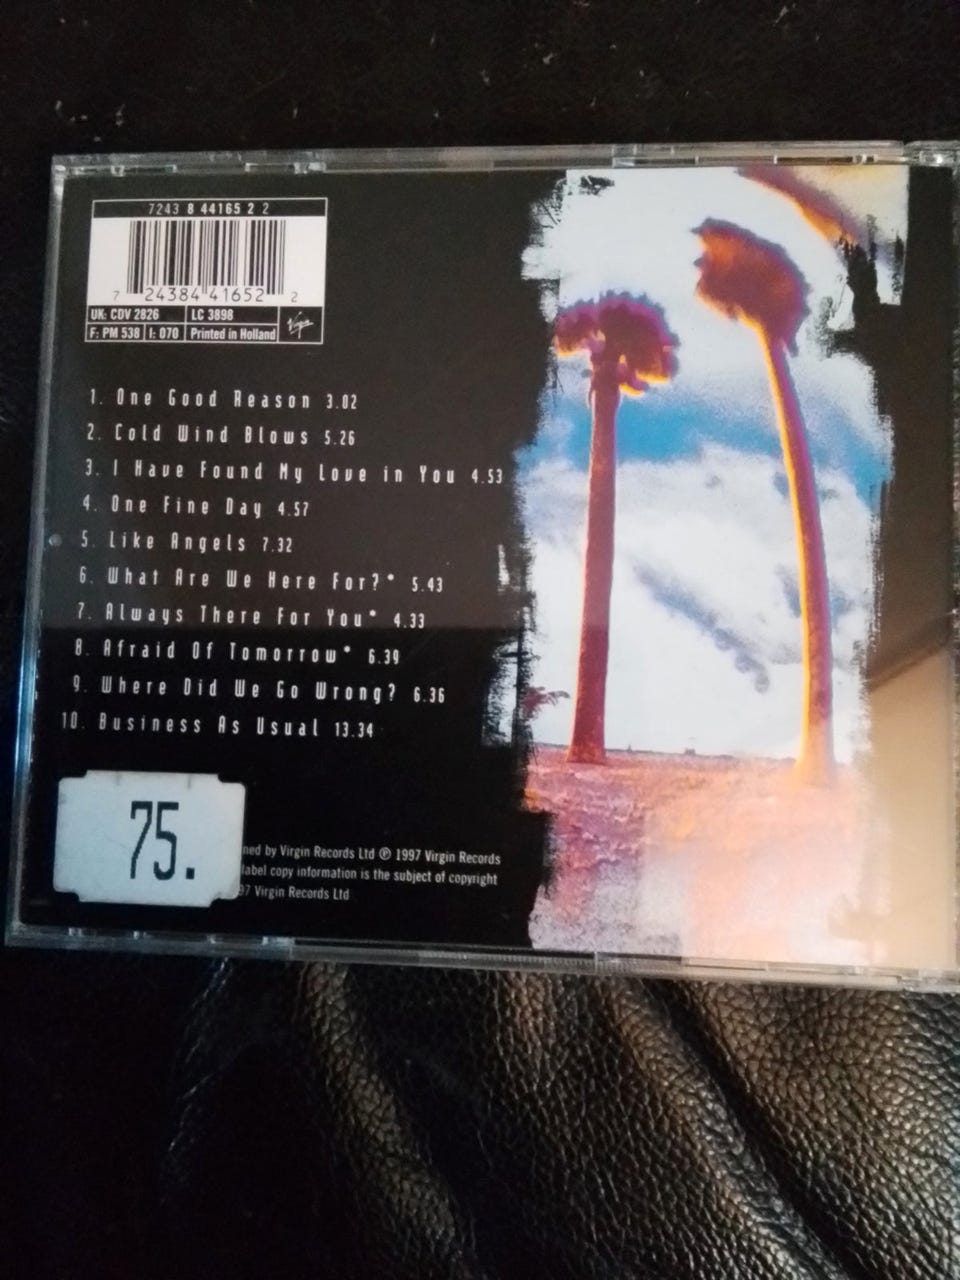 7243 8 44165 2 2
7 24384 41652 2
UK: CDV 2826 LC 3898
F: PM 538 I: 070 Printed in Holland
Virgin
1. One Good Reason 3.02
2. Cold Wind Blows 5.26
3. I Have Found My Love in You 4.53
4. One Fine Day 4.57
5. Like Angels 7.32
6. What Are We Here For?* 5.43
7. Always There For You* 4.33
8. Afraid Of Tomorrow* 6.39
9. Where Did We Go Wrong? 6.36
10. Business As Usual 13.34
75.
ned by Virgin Records Ltd ℗ 1997 Virgin Records
label copy information is the subject of copyright
97 Virgin Records Ltd